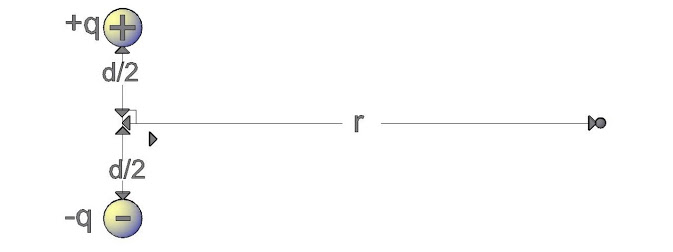 +q
+
d/2
r
d/2
-q
-